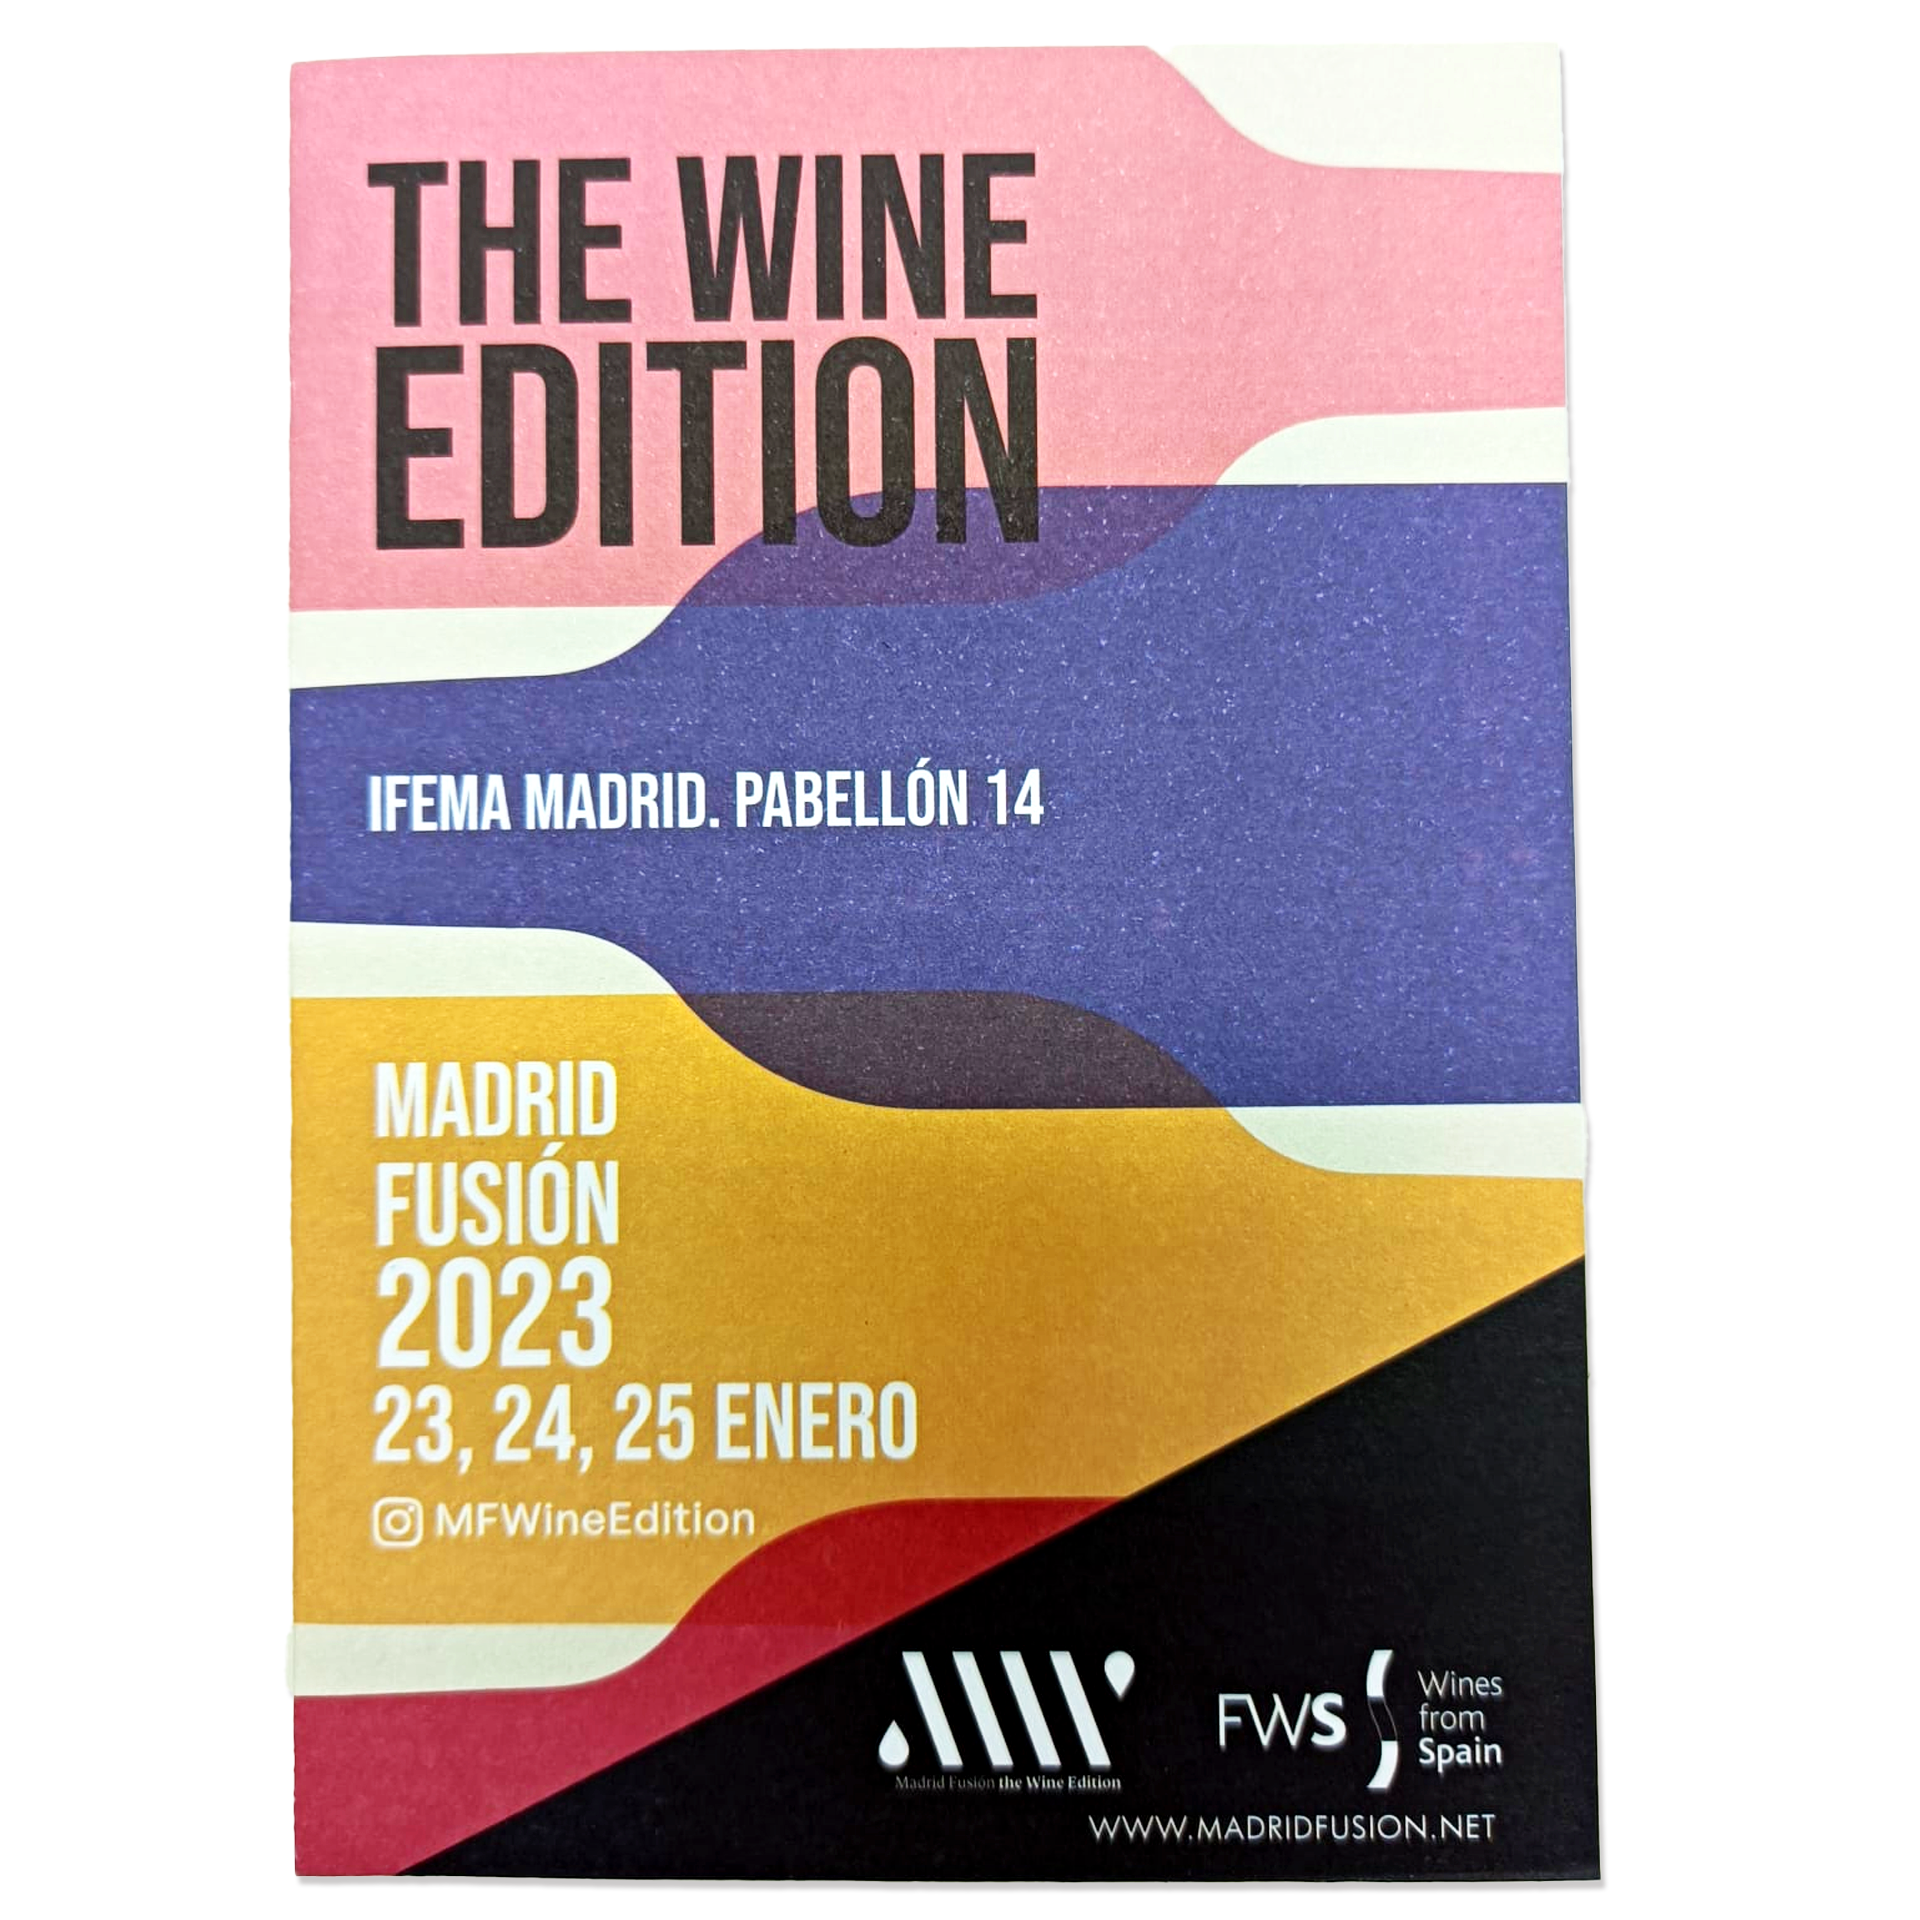 THE WINE
EDITION
IFEMA MADRID. PABELLÓN 14
MADRID
FUSIÓN
2023
23, 24, 25 ENERO
MFWineEdition
Madrid Fusión the Wine Edition
FWS
Wines
from
Spain
WWW.MADRIDFUSION.NET